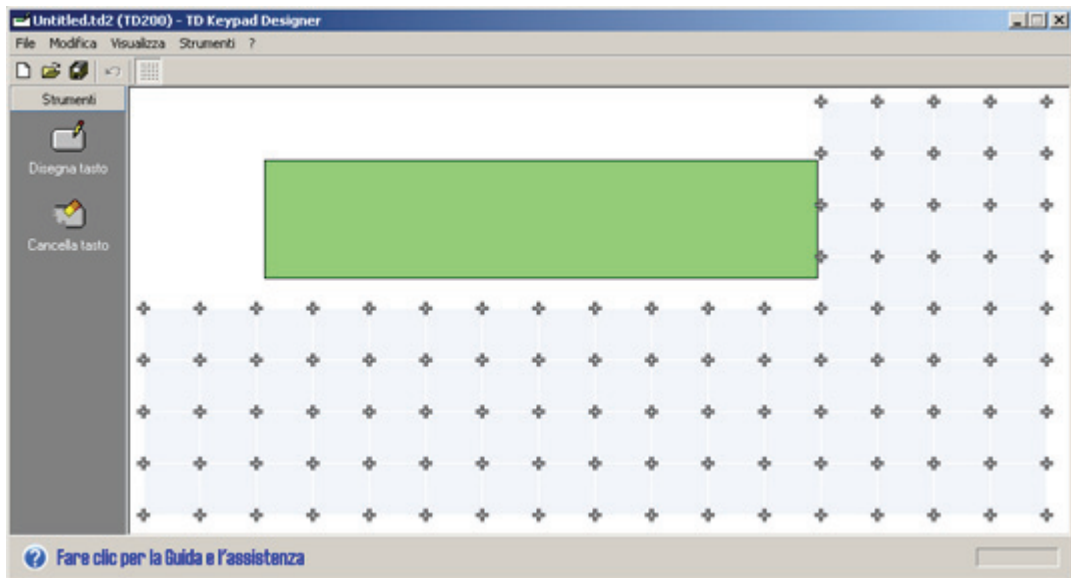 Untitled.td2 (TD200) - TD Keypad Designer
File Modifica Visualizza Strumenti ?
Strumenti
Disegna tasto
Cancella tasto
Fare clic per la Guida e l'assistenza